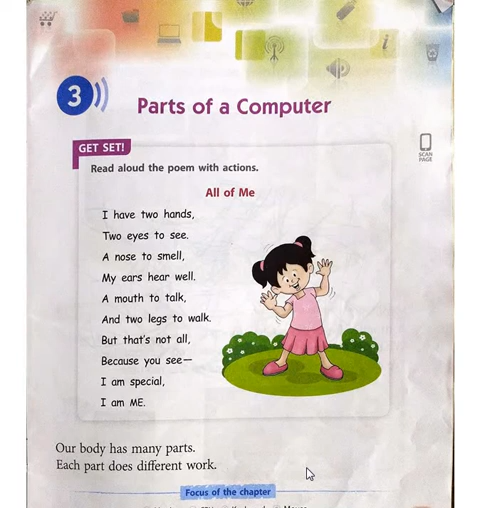 3
Parts of a Computer
SCAN
PAGE
GET SET!
Read aloud the poem with actions.
All of Me
I have two hands,
Two eyes to see.
A nose to smell,
My ears hear well.
A mouth to talk,
And two legs to walk.
But that's not all,
Because you see—
I am special,
I am ME.
Our body has many parts.
Each part does different work.
Focus of the chapter